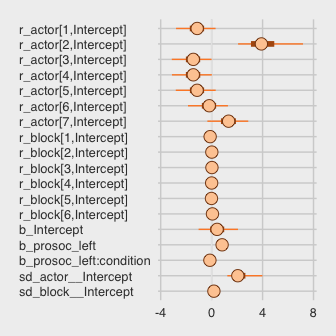 r_actor[1,Intercept]
r_actor[2,Intercept]
r_actor[3,Intercept]
r_actor[4,Intercept]
r_actor[5,Intercept]
r_actor[6,Intercept]
r_actor[7,Intercept]
r_block[1,Intercept]
r_block[2,Intercept]
r_block[3,Intercept]
r_block[4,Intercept]
r_block[5,Intercept]
r_block[6,Intercept]
b_Intercept
b_prosoc_left
b_prosoc_left:condition
sd_actor__Intercept
sd_block__Intercept
-4 0 4 8